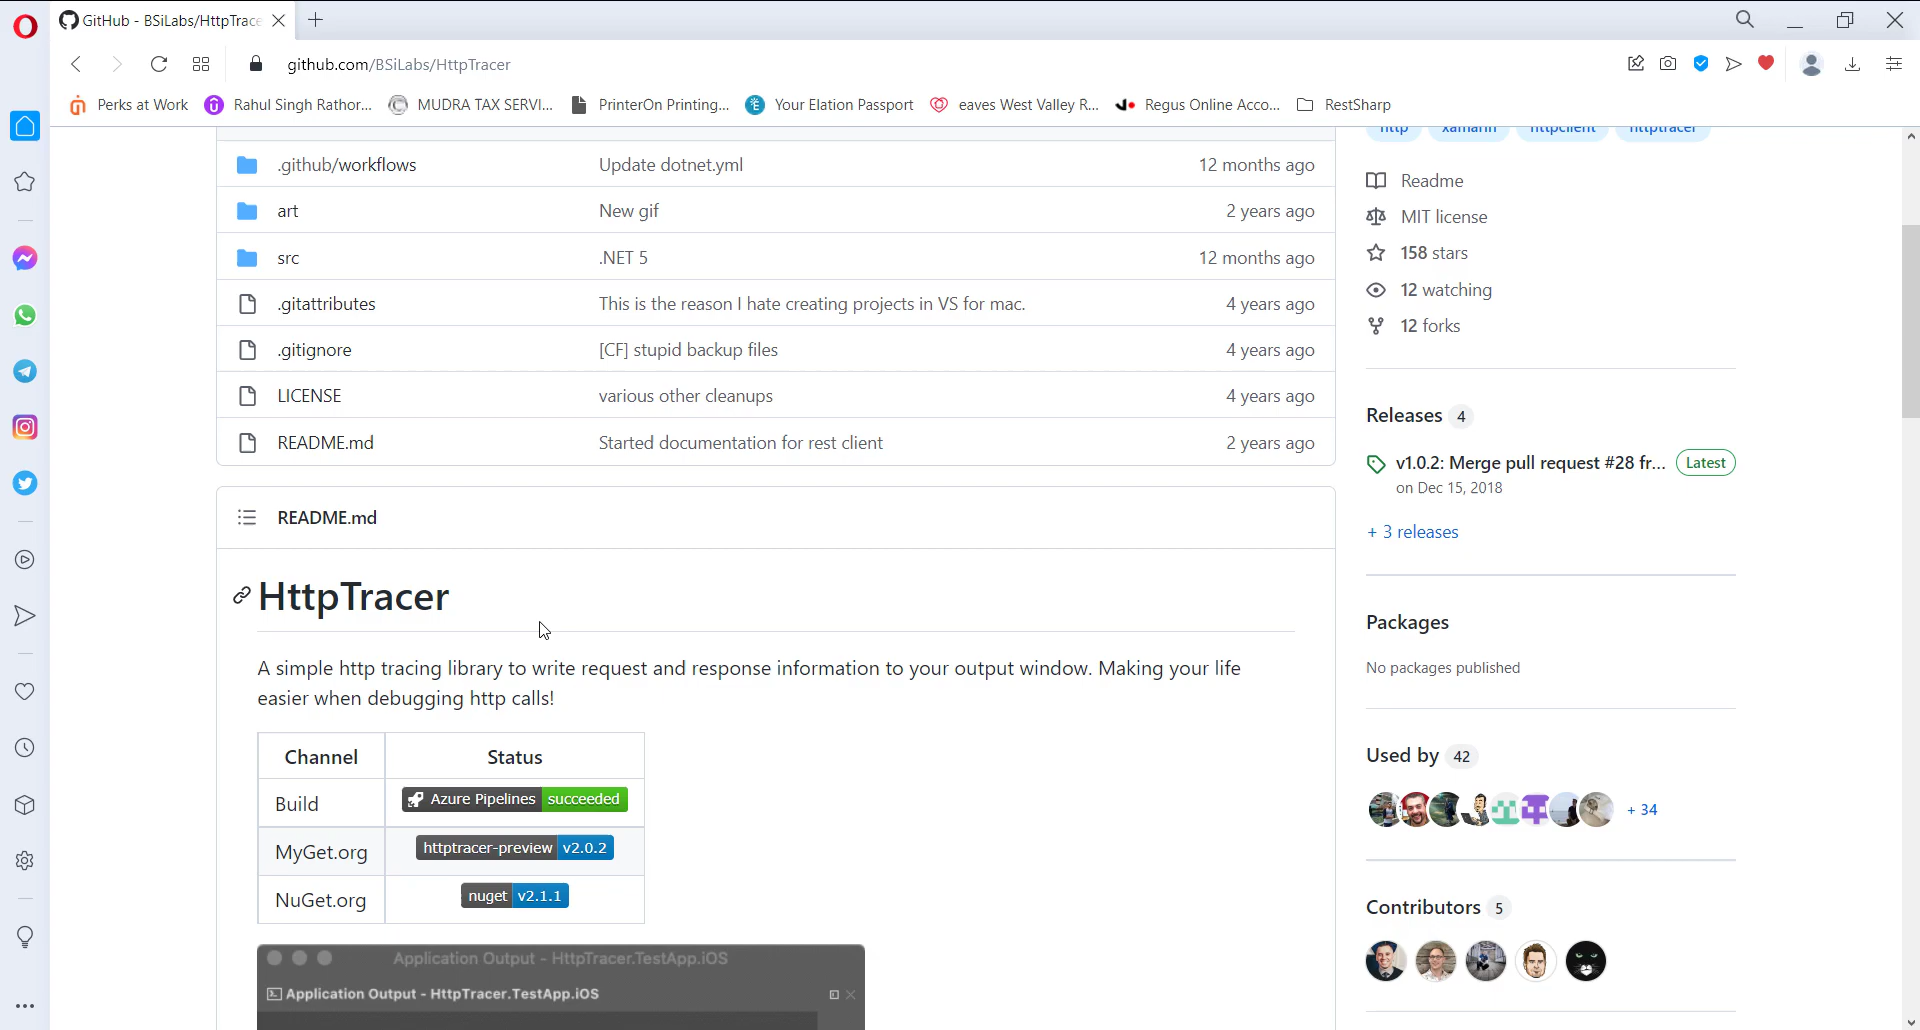 GitHub - BSiLabs/HttpTrace
github.com/BSiLabs/HttpTracer
Perks at Work Rahul Singh Rathor... MUDRA TAX SERVI... PrinterOn Printing... Your Elation Passport eaves West Valley R... Regus Online Acco... RestSharp
http xamarin httpclient httptracer
.github/workflows Update dotnet.yml 12 months ago
art New gif 2 years ago
src .NET 5 12 months ago
.gitattributes This is the reason I hate creating projects in VS for mac. 4 years ago
.gitignore [CF] stupid backup files 4 years ago
LICENSE various other cleanups 4 years ago
README.md Started documentation for rest client 2 years ago
README.md
HttpTracer
A simple http tracing library to write request and response information to your output window. Making your life
easier when debugging http calls!
Channel Status
Build Azure Pipelines succeeded
MyGet.org httptracer-preview v2.0.2
NuGet.org nuget v2.1.1
Application Output - HttpTracer.TestApp.iOS
Application Output - HttpTracer.TestApp.iOS
Readme
MIT license
158 stars
12 watching
12 forks
Releases 4
v1.0.2: Merge pull request #28 fr... Latest
on Dec 15, 2018
+ 3 releases
Packages
No packages published
Used by 42
+ 34
Contributors 5